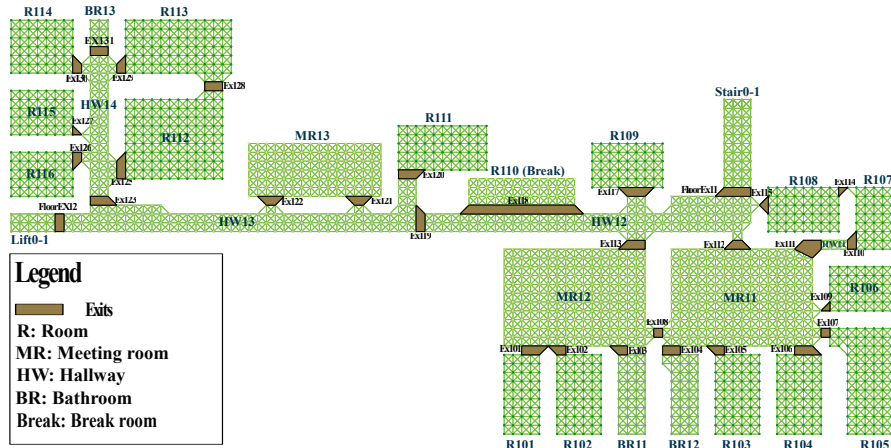 R114 BR13 R113
EX131
Ex130 Ex129
Ex128
HW14
R115
Ex127
R112
Ex126
R116
Ex125
Ex123
FloorEX12
Lift0-1
HW13
MR13
Ex122 Ex121
R111
Ex120
Ex119
R110 (Break)
Ex118
HW12
R109
Ex117
Stair0-1
FloorEx11
Ex115
R108
Ex114
R107
Ex113
Ex112
Ex111
Ex110
R106
MR12
MR11
Ex109
Ex108
Ex107
Ex101 Ex102 Ex103 Ex104 Ex105 Ex106
R101 R102 BR11 BR12 R103 R104 R105
Legend
Exits
R: Room
MR: Meeting room
HW: Hallway
BR: Bathroom
Break: Break room